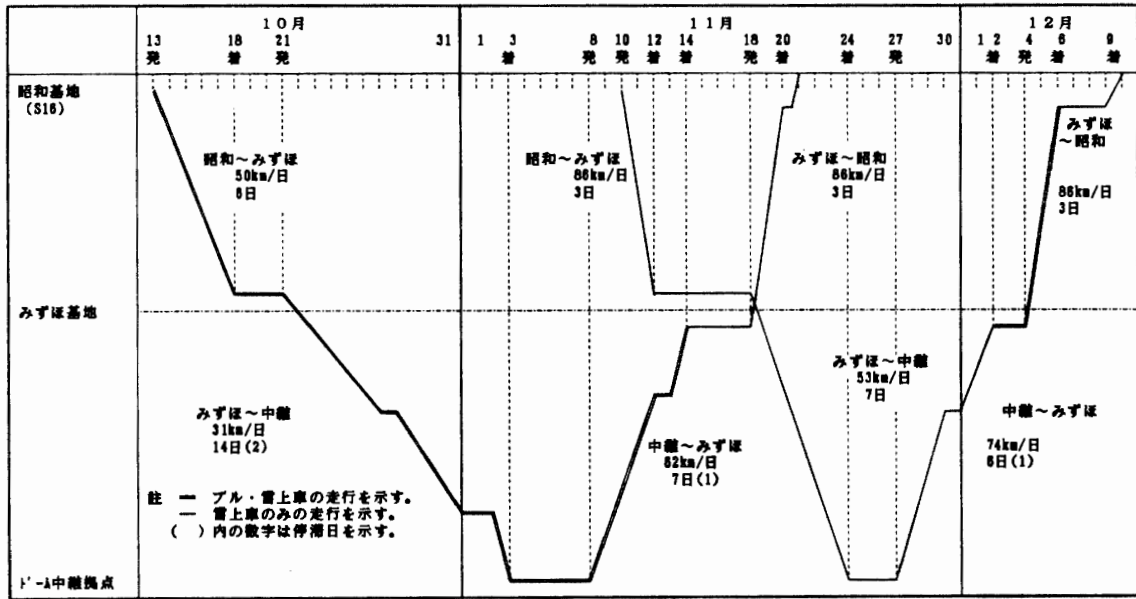 10月
11月
12月
13 18 21 31 1 3 8 10 12 14 18 20 24 27 30 1 2 4 6 9
発 着 発 着 発 発 着 着 発 着 着 発 着 発 着 着
昭和基地
(S16)
みずほ
～昭和
昭和～みずほ
50km/日
6日
昭和～みずほ
86km/日
3日
みずほ～昭和
86km/日
3日
86km/日
3日
みずほ基地
みずほ～中継
53km/日
7日
みずほ～中継
31km/日
14日(2)
中継～みずほ
62km/日
7日(1)
中継～みずほ
74km/日
6日(1)
註 ━ ブル・雪上車の走行を示す。
─ 雪上車のみの走行を示す。
( )内の数字は停滞日を示す。
ドーム中継拠点